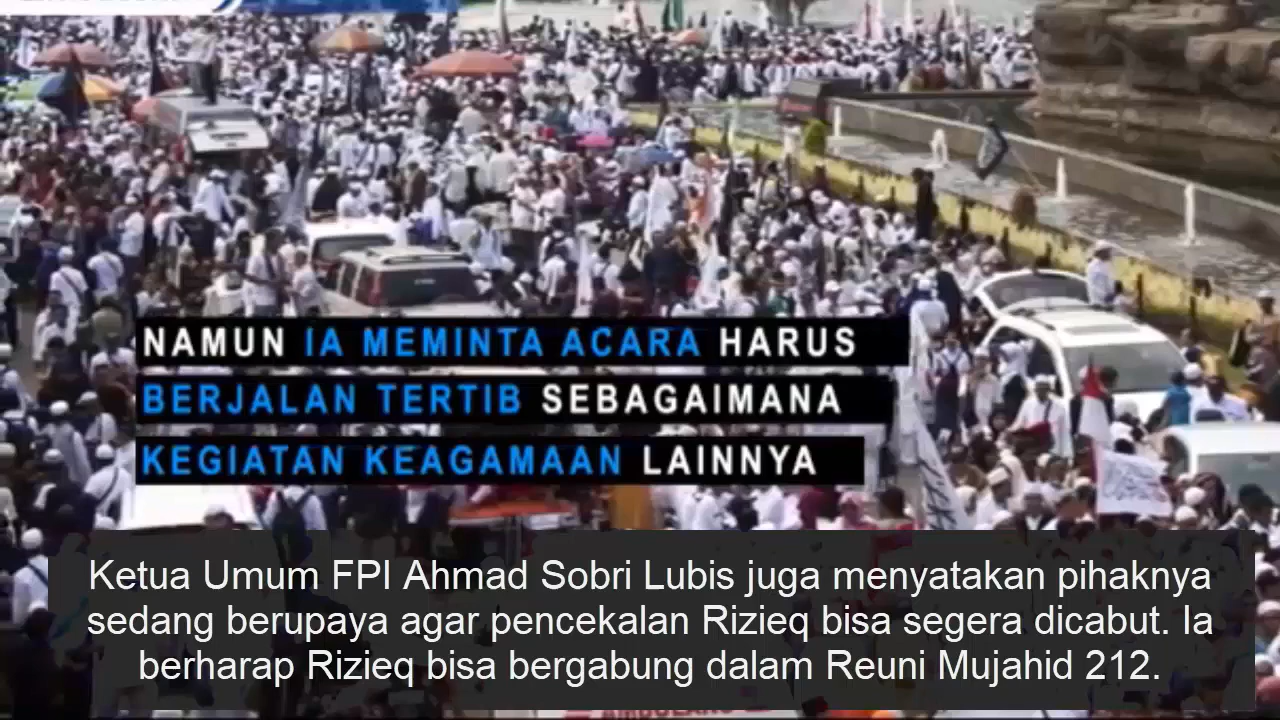 NAMUN IA MEMINTA ACARA HARUS
BERJALAN TERTIB SEBAGAIMANA
KEGIATAN KEAGAMAAN LAINNYA
Ketua Umum FPI Ahmad Sobri Lubis juga menyatakan pihaknya
sedang berupaya agar pencekalan Rizieq bisa segera dicabut. Ia
berharap Rizieq bisa bergabung dalam Reuni Mujahid 212.